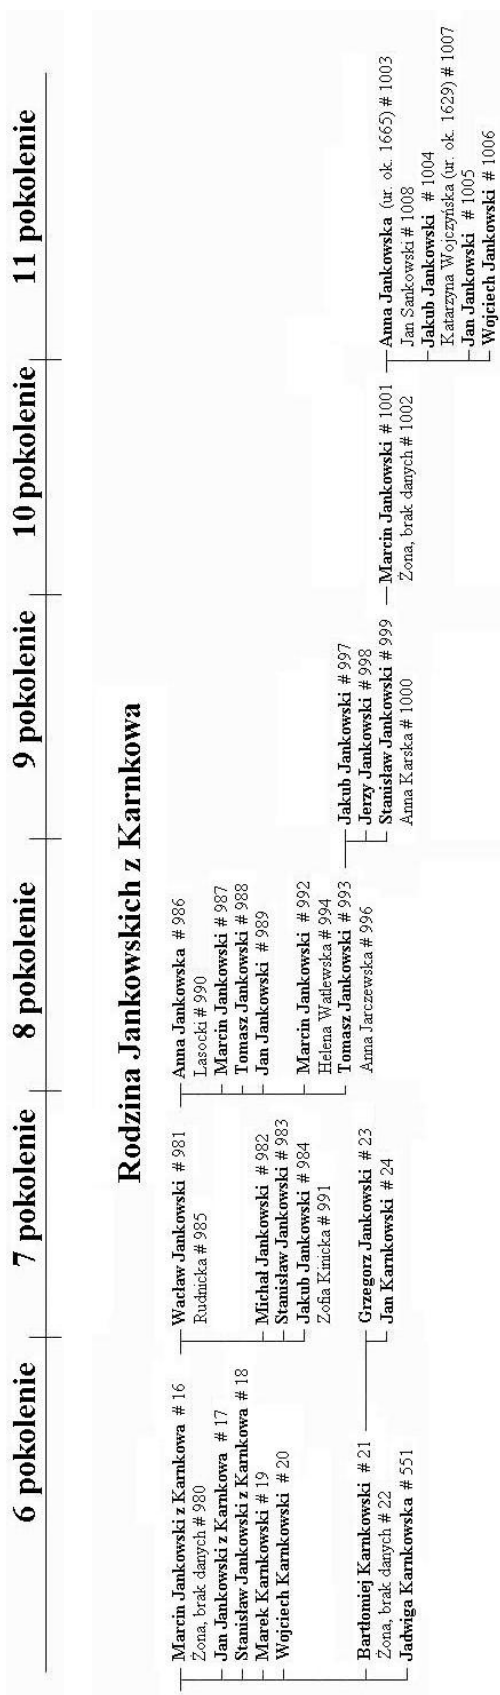 6 pokolenie
7 pokolenie
8 pokolenie
9 pokolenie
10 pokolenie
11 pokolenie
Rodzina Jankowskich z Karnkowa
Marcin Jankowski z Karnkowa # 16
Żona, brak danych # 980
Jan Jankowski z Karnkowa # 17
Stanisław Jankowski z Karnkowa # 18
Marek Karnkowski # 19
Wojciech Karnkowski # 20
Bartłomiej Karnkowski # 21
Żona, brak danych # 22
Jadwiga Karnkowska # 551
Wacław Jankowski # 981
Rudnicka # 985
Michał Jankowski # 982
Stanisław Jankowski # 983
Jakub Jankowski # 984
Zofia Kinicka # 991
Grzegorz Jankowski # 23
Jan Karnkowski # 24
Anna Jankowska # 986
Lasocki # 990
Marcin Jankowski # 987
Tomasz Jankowski # 988
Jan Jankowski # 989
Marcin Jankowski # 992
Helena Watlewska # 994
Tomasz Jankowski # 993
Anna Jarczewska # 996
Jakub Jankowski # 997
Jerzy Jankowski # 998
Stanisław Jankowski # 999
Anna Karska # 1000
Marcin Jankowski # 1001
Żona, brak danych # 1002
Anna Jankowska (ur. ok. 1665) # 1003
Jan Sankowski # 1008
Jakub Jankowski # 1004
Katarzyna Wojczyńska (ur. ok. 1629) # 1007
Jan Jankowski # 1005
Wojciech Jankowski # 1006